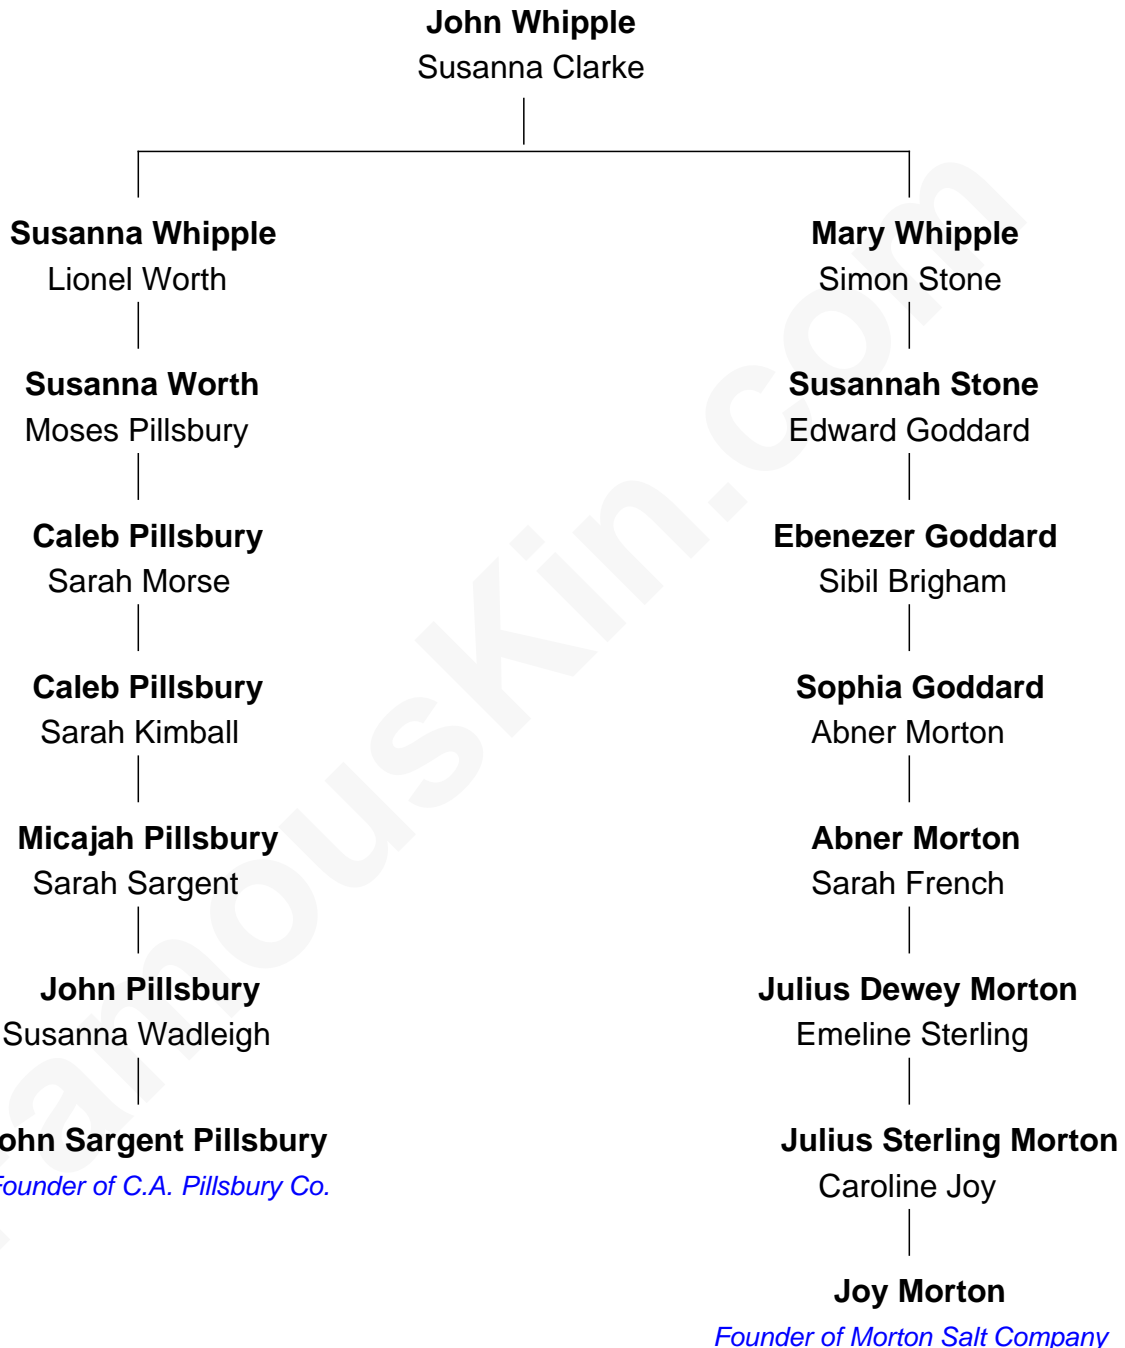 John Whipple
Susanna Clarke
Susanna Whipple
Lionel Worth
Mary Whipple
Simon Stone
Susanna Worth
Moses Pillsbury
Susannah Stone
Edward Goddard
Caleb Pillsbury
Sarah Morse
Ebenezer Goddard
Sibil Brigham
Caleb Pillsbury
Sarah Kimball
Sophia Goddard
Abner Morton
Micajah Pillsbury
Sarah Sargent
Abner Morton
Sarah French
John Pillsbury
Susanna Wadleigh
Julius Dewey Morton
Emeline Sterling
ohn Sargent Pillsbury
Founder of C.A. Pillsbury Co.
Julius Sterling Morton
Caroline Joy
Joy Morton
Founder of Morton Salt Company
FamousKin.com